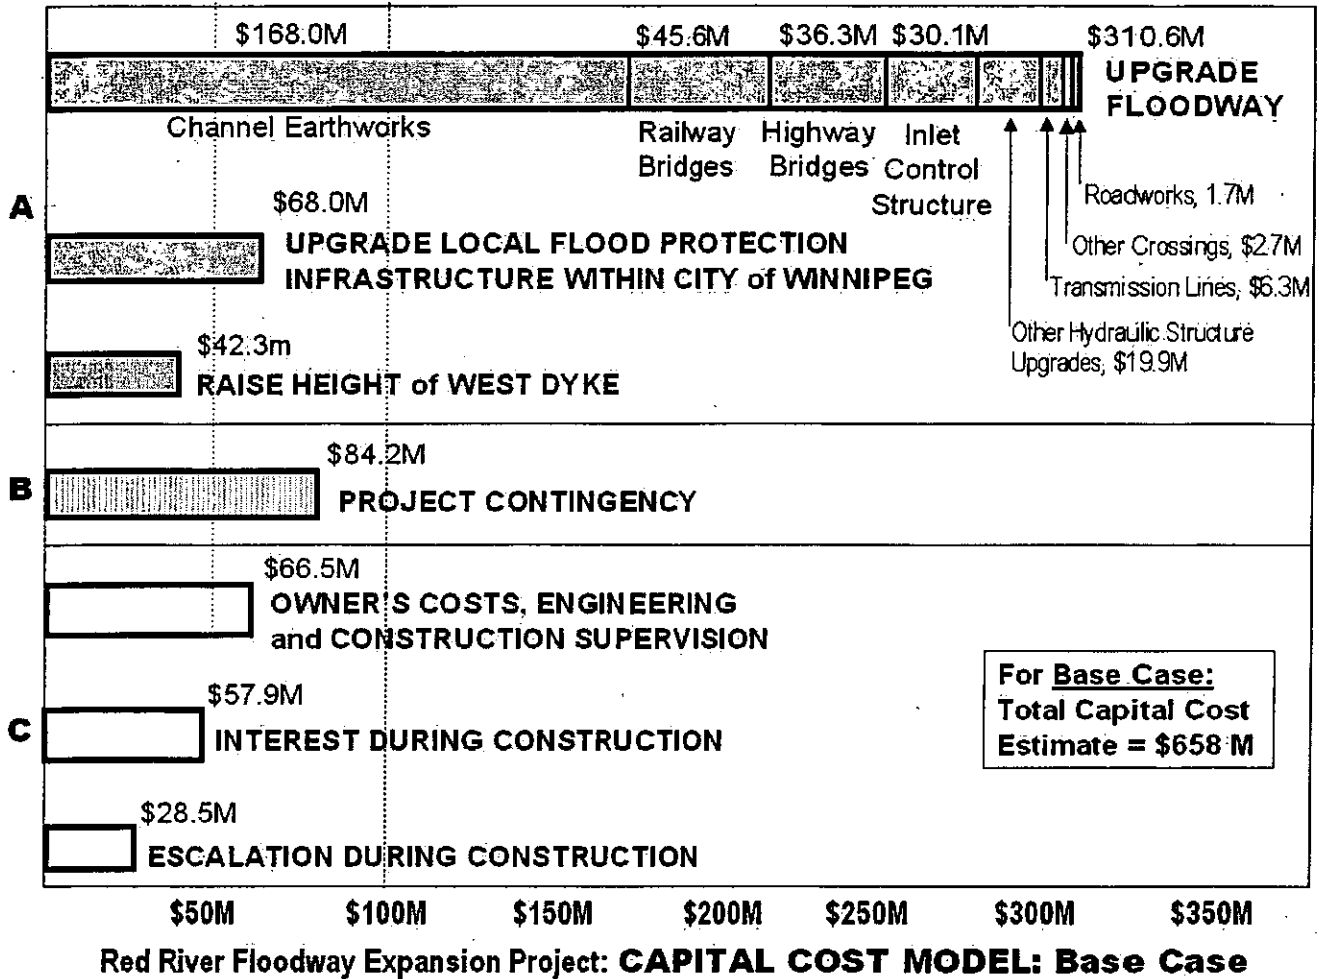 $168.0M $45.6M $36.3M $30.1M $310.6M
UPGRADE
FLOODWAY
Channel Earthworks
Railway
Bridges
Highway
Bridges
Inlet
Control
Structure
Roadworks, 1.7M
Other Crossings, $2.7M
Transmission Lines, $6.3M
Other Hydraulic Structure
Upgrades, $19.9M
A
$68.0M
UPGRADE LOCAL FLOOD PROTECTION
INFRASTRUCTURE WITHIN CITY of WINNIPEG
$42.3m
RAISE HEIGHT of WEST DYKE
B
$84.2M
PROJECT CONTINGENCY
C
$66.5M
OWNER'S COSTS, ENGINEERING
and CONSTRUCTION SUPERVISION
$57.9M
INTEREST DURING CONSTRUCTION
$28.5M
ESCALATION DURING CONSTRUCTION
For Base Case:
Total Capital Cost
Estimate = $658 M
$50M $100M $150M $200M $250M $300M $350M
Red River Floodway Expansion Project: CAPITAL COST MODEL: Base Case